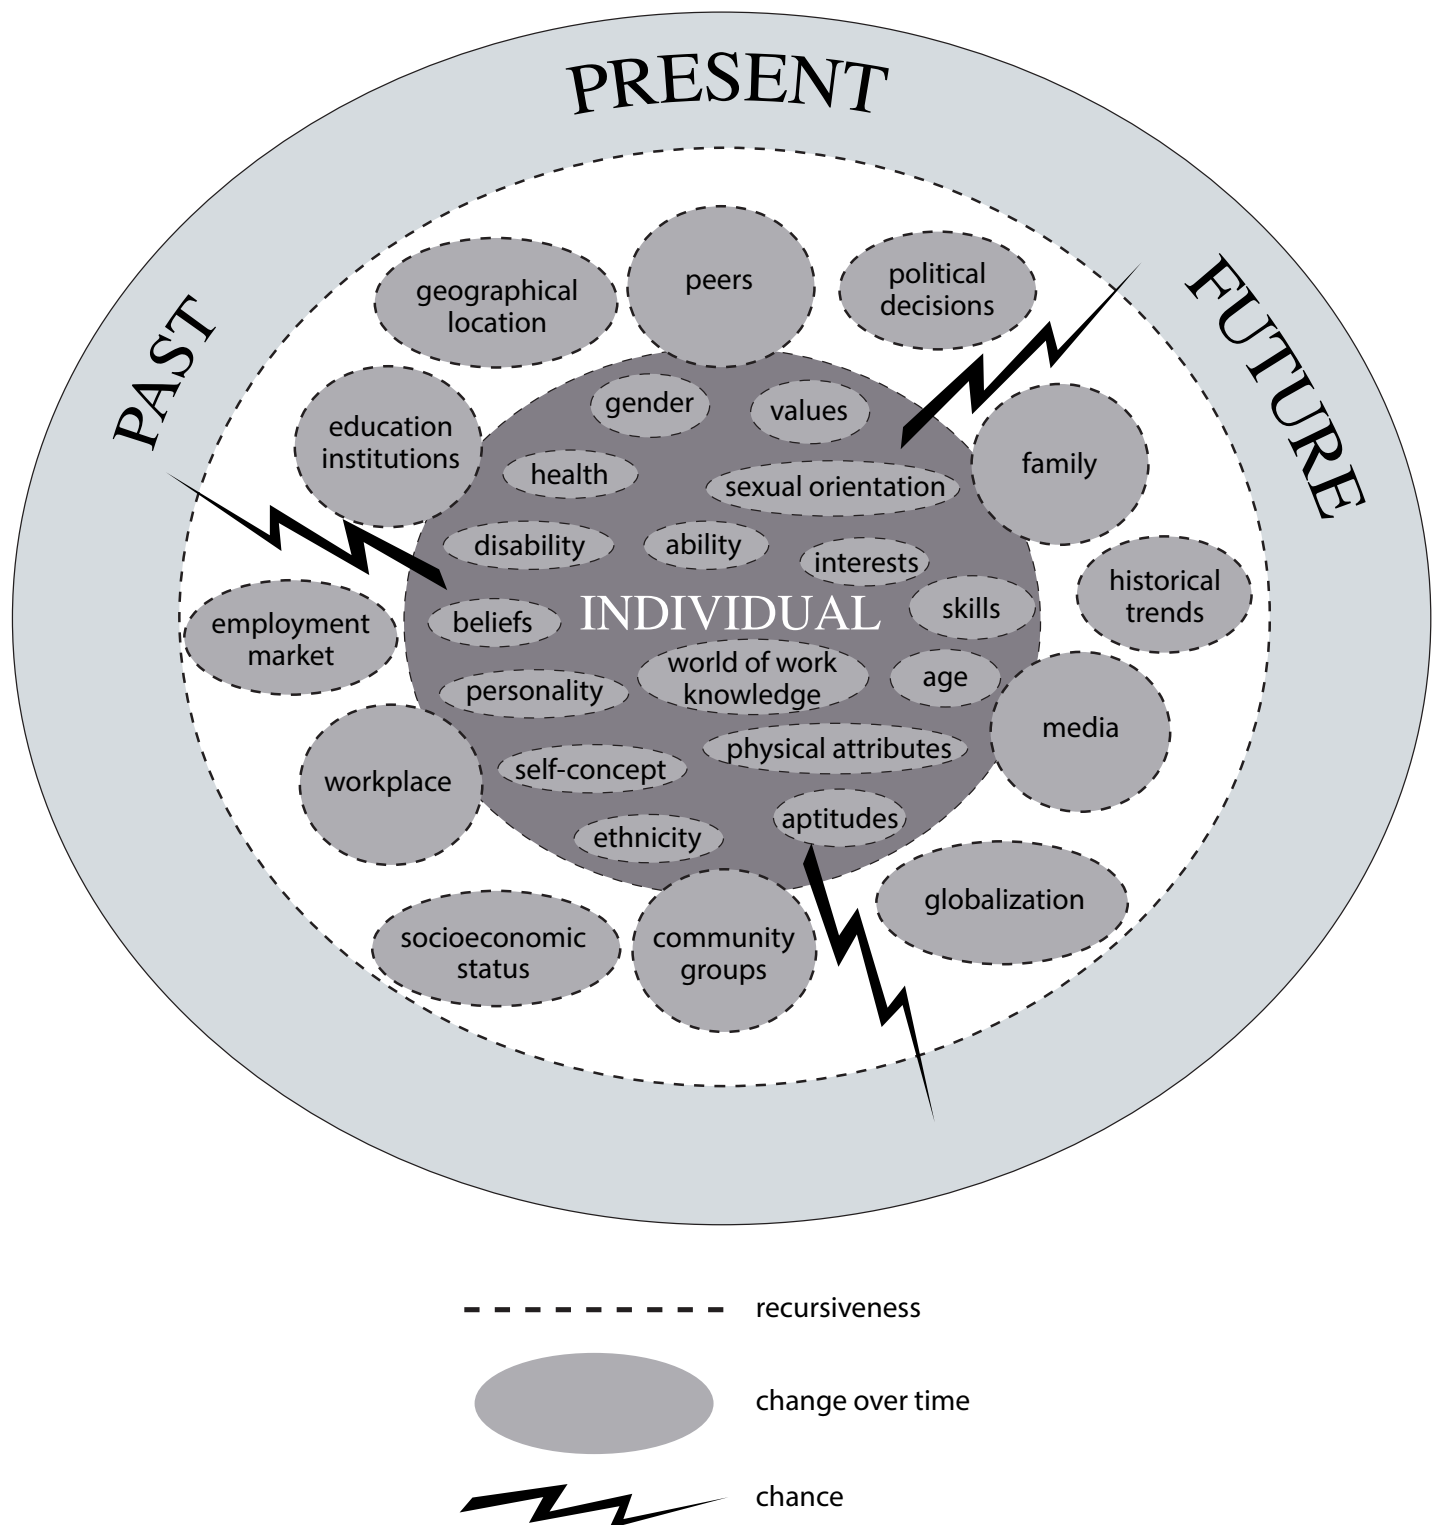 PRESENT
PAST
FUTURE
peers
political
decisions
geographical
location
education
institutions
family
gender
values
health
sexual orientation
disability
ability
interests
historical
trends
employment
market
beliefs
INDIVIDUAL
skills
world of work
knowledge
personality
age
media
workplace
physical attributes
self-concept
aptitudes
ethnicity
globalization
socioeconomic
status
community
groups
recursiveness
change over time
chance